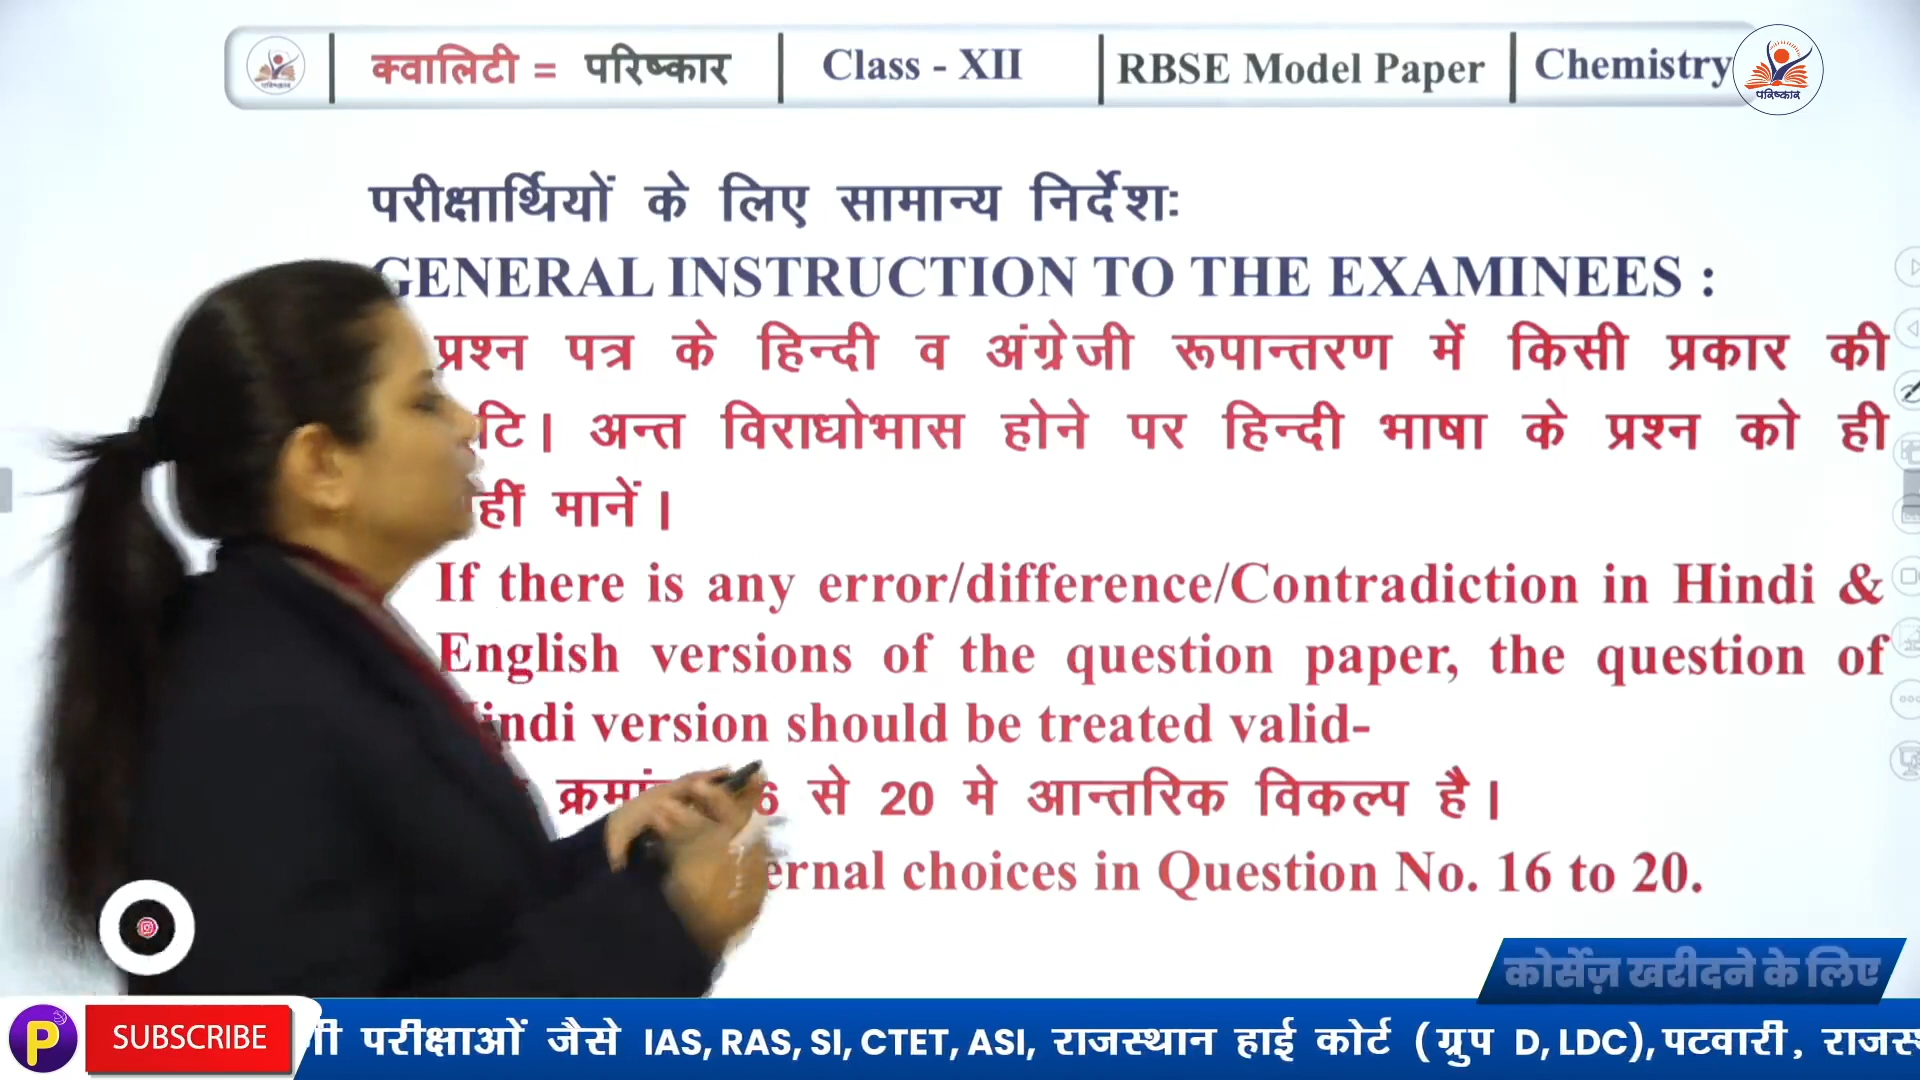 क्वालिटी = परिष्कार | Class - XII | RBSE Model Paper | Chemistry
परिष्कार
परीक्षार्थियों के लिए सामान्य निर्देशः
GENERAL INSTRUCTION TO THE EXAMINEES :
प्रश्न पत्र के हिन्दी व अंग्रेजी रूपान्तरण में किसी प्रकार की
टि। अन्त विराधोभास होने पर हिन्दी भाषा के प्रश्न को ही
हीं मानें।
If there is any error/difference/Contradiction in Hindi &
English versions of the question paper, the question of
indi version should be treated valid-
6 से 20 मे आन्तरिक विकल्प है।
ernal choices in Question No. 16 to 20.
कोर्सेज़ खरीदने के लिए
P SUBSCRIBE
परीक्षाओं जैसे IAS, RAS, SI, CTET, ASI, राजस्थान हाई कोर्ट (ग्रुप D, LDC), पटवारी,